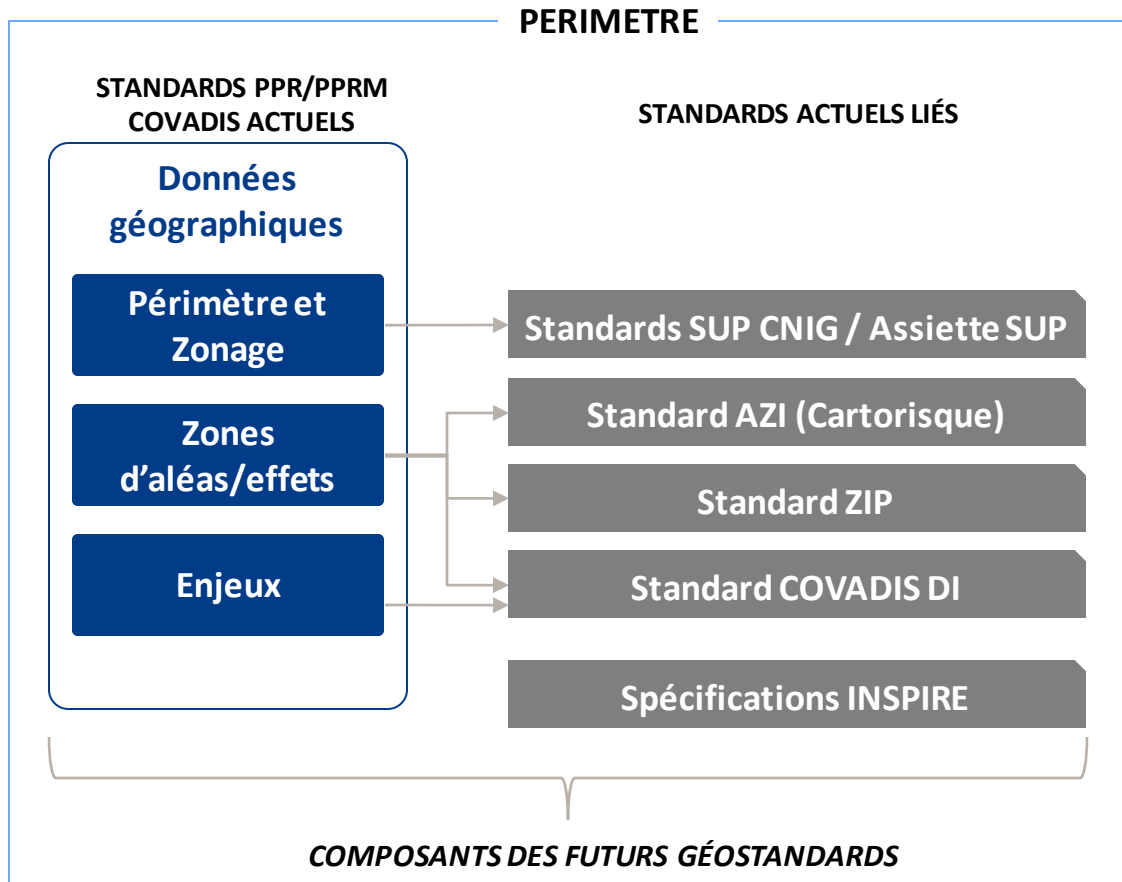 PERIMETRE
STANDARDS PPR/PPRM
COVADIS ACTUELS
STANDARDS ACTUELS LIÉS
Données
géographiques
Périmètre et
Zonage
Zones
d'aléas/effets
Enjeux
Standards SUP CNIG / Assiette SUP
Standard AZI (Cartorisque)
Standard ZIP
Standard COVADIS DI
Spécifications INSPIRE
COMPOSANTS DES FUTURS GÉOSTANDARDS